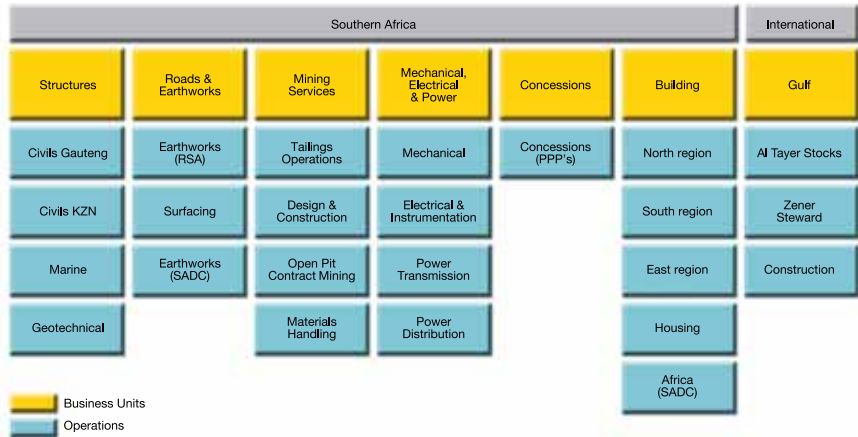 Southern Africa
International
Structures
Roads &
Earthworks
Mining
Services
Mechanical,
Electrical
& Power
Concessions
Building
Gulf
Civils Gauteng
Earthworks
(RSA)
Tailings
Operations
Mechanical
Concessions
(PPP's)
North region
Al Tayer Stocks
Civils KZN
Surfacing
Design &
Construction
Electrical &
Instrumentation
South region
Zener
Steward
Marine
Earthworks
(SADC)
Open Pit
Contract Mining
Power
Transmission
East region
Construction
Geotechnical
Materials
Handling
Power
Distribution
Housing
Africa
(SADC)
Business Units
Operations